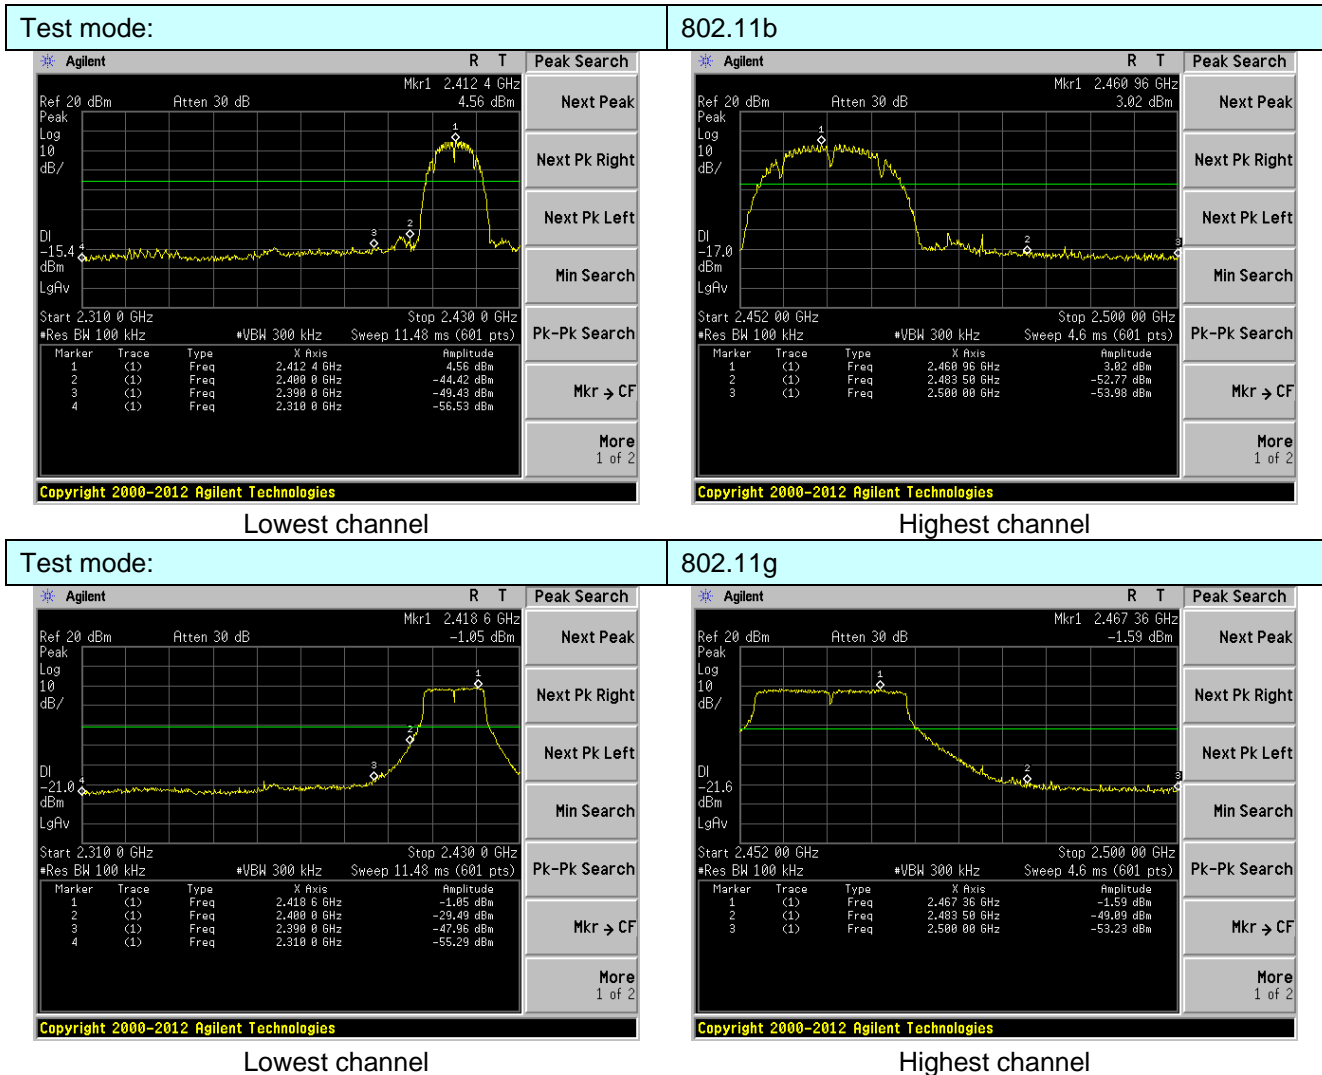 Test mode:
802.11b
Agilent
R T
Peak Search
Mkr1 2.412 4 GHz
Ref 20 dBm
Atten 30 dB
4.56 dBm
Peak
Log
10
dB/
DI
-15.4
dBm
LgAv
1
2
3
4
Start 2.310 0 GHz
Stop 2.430 0 GHz
#Res BW 100 kHz
#VBW 300 kHz
Sweep 11.48 ms (601 pts)
Marker Trace Type X Axis Amplitude
1 (1) Freq 2.412 4 GHz 4.56 dBm
2 (1) Freq 2.400 0 GHz -44.42 dBm
3 (1) Freq 2.390 0 GHz -49.43 dBm
4 (1) Freq 2.310 0 GHz -56.53 dBm
Next Peak
Next Pk Right
Next Pk Left
Min Search
Pk-Pk Search
Mkr → CF
More
1 of 2
Copyright 2000-2012 Agilent Technologies
Lowest channel
Agilent
R T
Peak Search
Mkr1 2.460 96 GHz
Ref 20 dBm
Atten 30 dB
3.02 dBm
Peak
Log
10
dB/
DI
-17.0
dBm
LgAv
1
2
3
Start 2.452 00 GHz
Stop 2.500 00 GHz
#Res BW 100 kHz
#VBW 300 kHz
Sweep 4.6 ms (601 pts)
Marker Trace Type X Axis Amplitude
1 (1) Freq 2.460 96 GHz 3.02 dBm
2 (1) Freq 2.483 50 GHz -52.77 dBm
3 (1) Freq 2.500 00 GHz -53.98 dBm
Next Peak
Next Pk Right
Next Pk Left
Min Search
Pk-Pk Search
Mkr → CF
More
1 of 2
Copyright 2000-2012 Agilent Technologies
Highest channel
Test mode:
802.11g
Agilent
R T
Peak Search
Mkr1 2.418 6 GHz
Ref 20 dBm
Atten 30 dB
-1.05 dBm
Peak
Log
10
dB/
DI
-21.0
dBm
LgAv
1
2
3
4
Start 2.310 0 GHz
Stop 2.430 0 GHz
#Res BW 100 kHz
#VBW 300 kHz
Sweep 11.48 ms (601 pts)
Marker Trace Type X Axis Amplitude
1 (1) Freq 2.418 6 GHz -1.05 dBm
2 (1) Freq 2.400 0 GHz -29.49 dBm
3 (1) Freq 2.390 0 GHz -47.96 dBm
4 (1) Freq 2.310 0 GHz -55.29 dBm
Next Peak
Next Pk Right
Next Pk Left
Min Search
Pk-Pk Search
Mkr → CF
More
1 of 2
Copyright 2000-2012 Agilent Technologies
Lowest channel
Agilent
R T
Peak Search
Mkr1 2.467 36 GHz
Ref 20 dBm
Atten 30 dB
-1.59 dBm
Peak
Log
10
dB/
DI
-21.6
dBm
LgAv
1
2
3
Start 2.452 00 GHz
Stop 2.500 00 GHz
#Res BW 100 kHz
#VBW 300 kHz
Sweep 4.6 ms (601 pts)
Marker Trace Type X Axis Amplitude
1 (1) Freq 2.467 36 GHz -1.59 dBm
2 (1) Freq 2.483 50 GHz -49.09 dBm
3 (1) Freq 2.500 00 GHz -53.23 dBm
Next Peak
Next Pk Right
Next Pk Left
Min Search
Pk-Pk Search
Mkr → CF
More
1 of 2
Copyright 2000-2012 Agilent Technologies
Highest channel